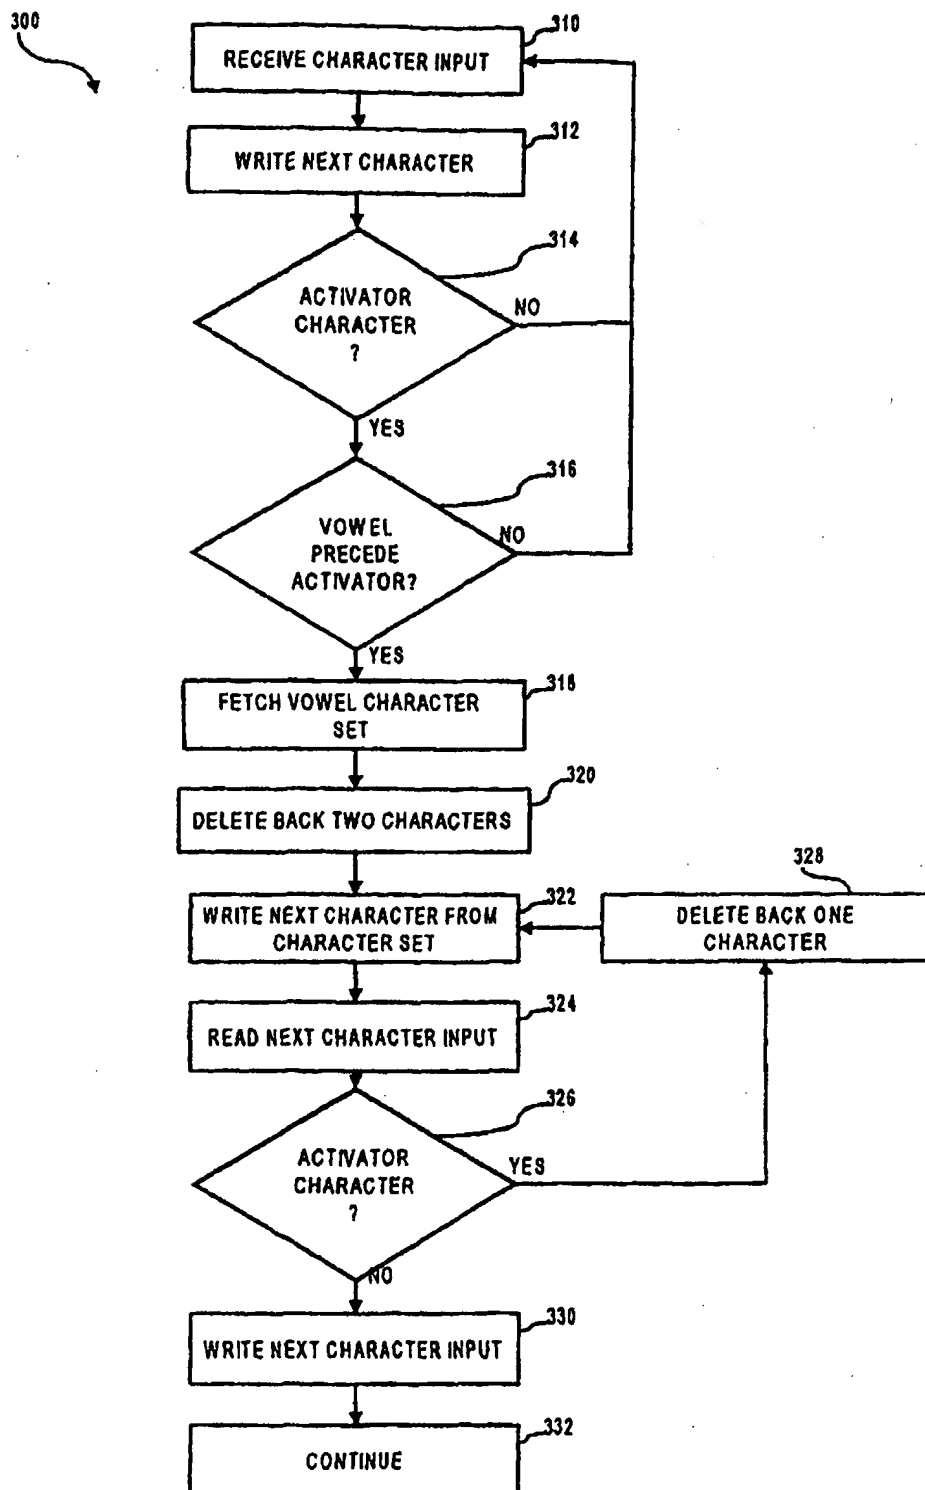 300
310
RECEIVE CHARACTER INPUT
312
WRITE NEXT CHARACTER
314
ACTIVATOR
CHARACTER
?
NO
YES
316
VOWEL
PRECEDE
ACTIVATOR?
NO
YES
318
FETCH VOWEL CHARACTER
SET
320
DELETE BACK TWO CHARACTERS
322
WRITE NEXT CHARACTER FROM
CHARACTER SET
328
DELETE BACK ONE
CHARACTER
324
READ NEXT CHARACTER INPUT
326
ACTIVATOR
CHARACTER
?
YES
NO
330
WRITE NEXT CHARACTER INPUT
332
CONTINUE